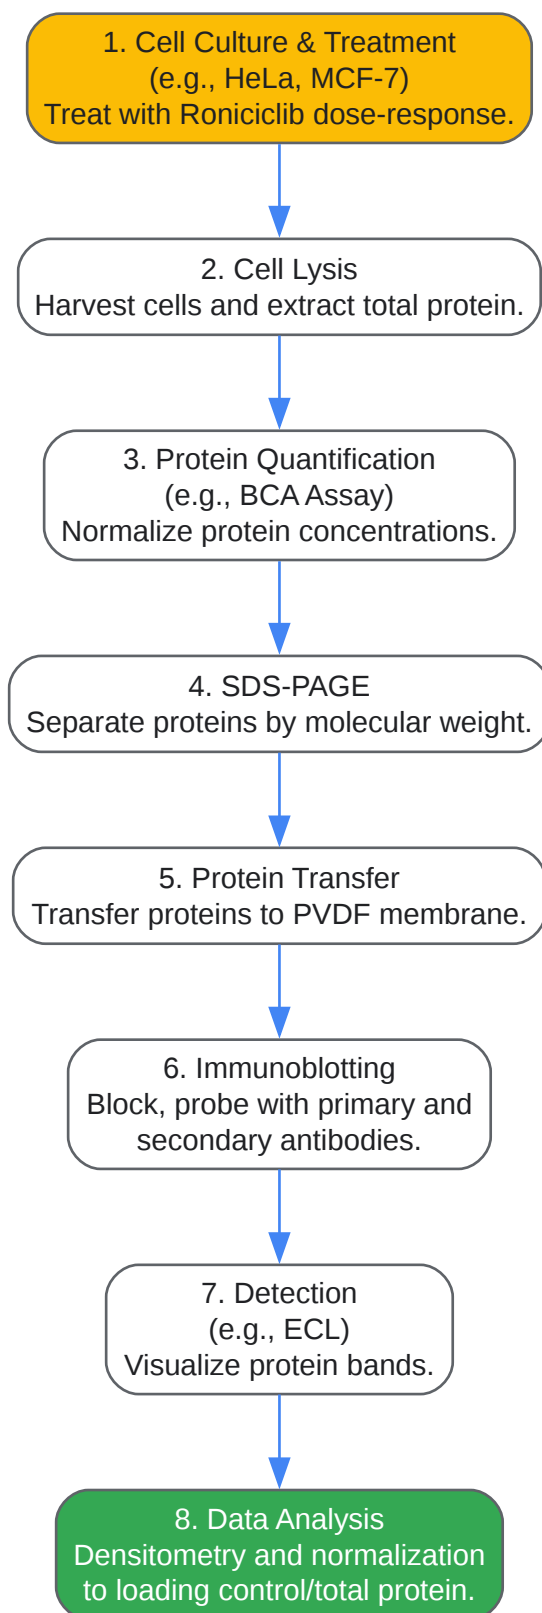 1. Cell Culture & Treatment
(e.g., HeLa, MCF-7)
Treat with Roniciclib dose-response.
2. Cell Lysis
Harvest cells and extract total protein.
3. Protein Quantification
(e.g., BCA Assay)
Normalize protein concentrations.
4. SDS-PAGE
Separate proteins by molecular weight.
5. Protein Transfer
Transfer proteins to PVDF membrane.
6. Immunoblotting
Block, probe with primary and
secondary antibodies.
7. Detection
(e.g., ECL)
Visualize protein bands.
8. Data Analysis
Densitometry and normalization
to loading control/total protein.